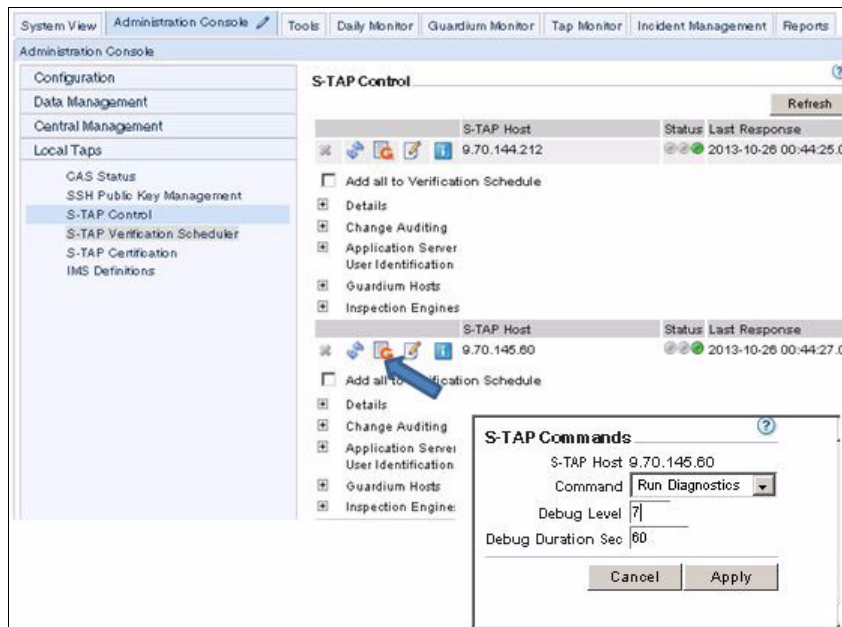 System View Administration Console Tools Daily Monitor Guardium Monitor Tap Monitor Incident Management Reports
Administration Console
Configuration
Data Management
Central Management
Local Taps
CAS Status
SSH Public Key Management
S-TAP Control
S-TAP Verification Scheduler
S-TAP Certification
IMS Definitions
S-TAP Control
Refresh
S-TAP Host Status Last Response
9.70.144.212 2013-10-26 00:44:25.0
Add all to Verification Schedule
Details
Change Auditing
Application Server
User Identification
Guardium Hosts
Inspection Engines
S-TAP Host Status Last Response
9.70.145.60 2013-10-26 00:44:27.0
Add all to Verification Schedule
Details
Change Auditing
Application Server
User Identification
Guardium Hosts
Inspection Engine
S-TAP Commands
S-TAP Host 9.70.145.60
Command Run Diagnostics
Debug Level 7
Debug Duration Sec 60
Cancel Apply